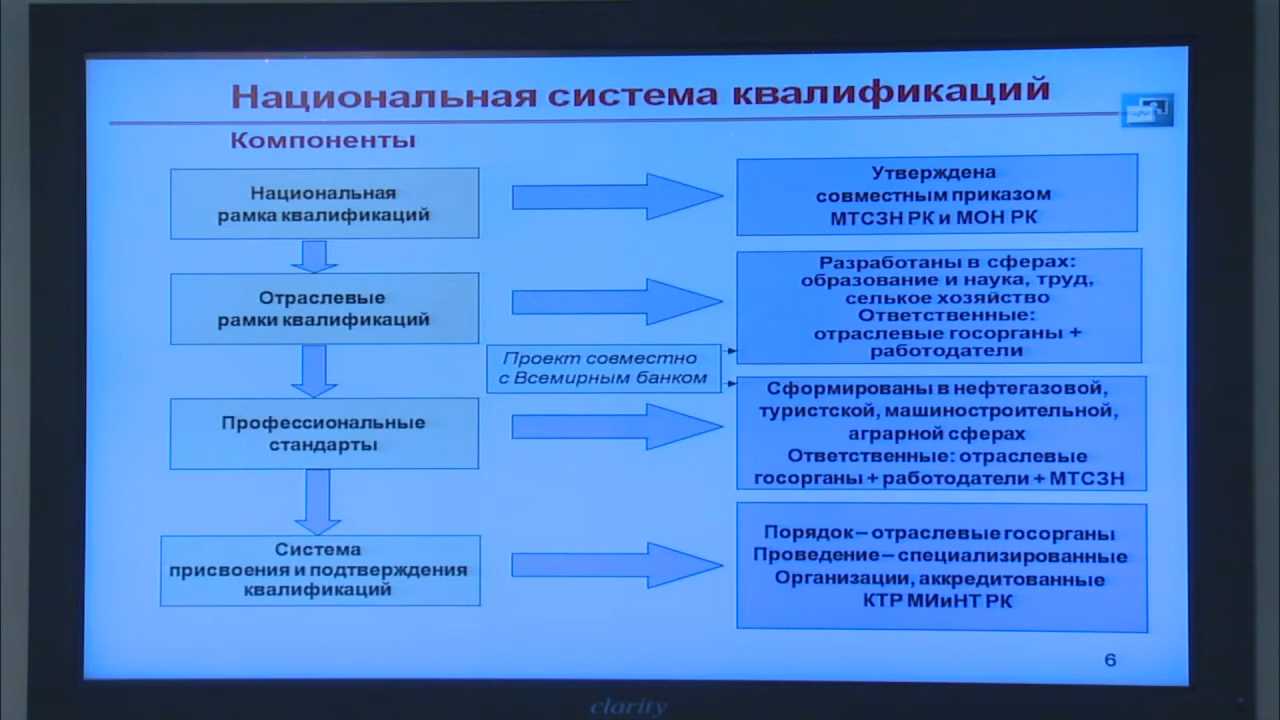 Национальная система квалификаций
Компоненты
Национальная
рамка квалификаций
Утверждена
совместным приказом
МТСЗН РК и МОН РК
Отраслевые
рамки квалификаций
Разработаны в сферах:
образование и наука, труд,
селькое хозяйство
Ответственные:
отраслевые госорганы +
работодатели
Проект совместно
с Всемирным банком
Профессиональные
стандарты
Сформированы в нефтегазовой,
туристской, машиностроительной,
аграрной сферах
Ответственные: отраслевые
госорганы + работодатели + МТСЗН
Система
присвоения и подтверждения
квалификаций
Порядок – отраслевые госорганы
Проведение – специализированные
Организации, аккредитованные
КТР МИиНТ РК
6
clarity